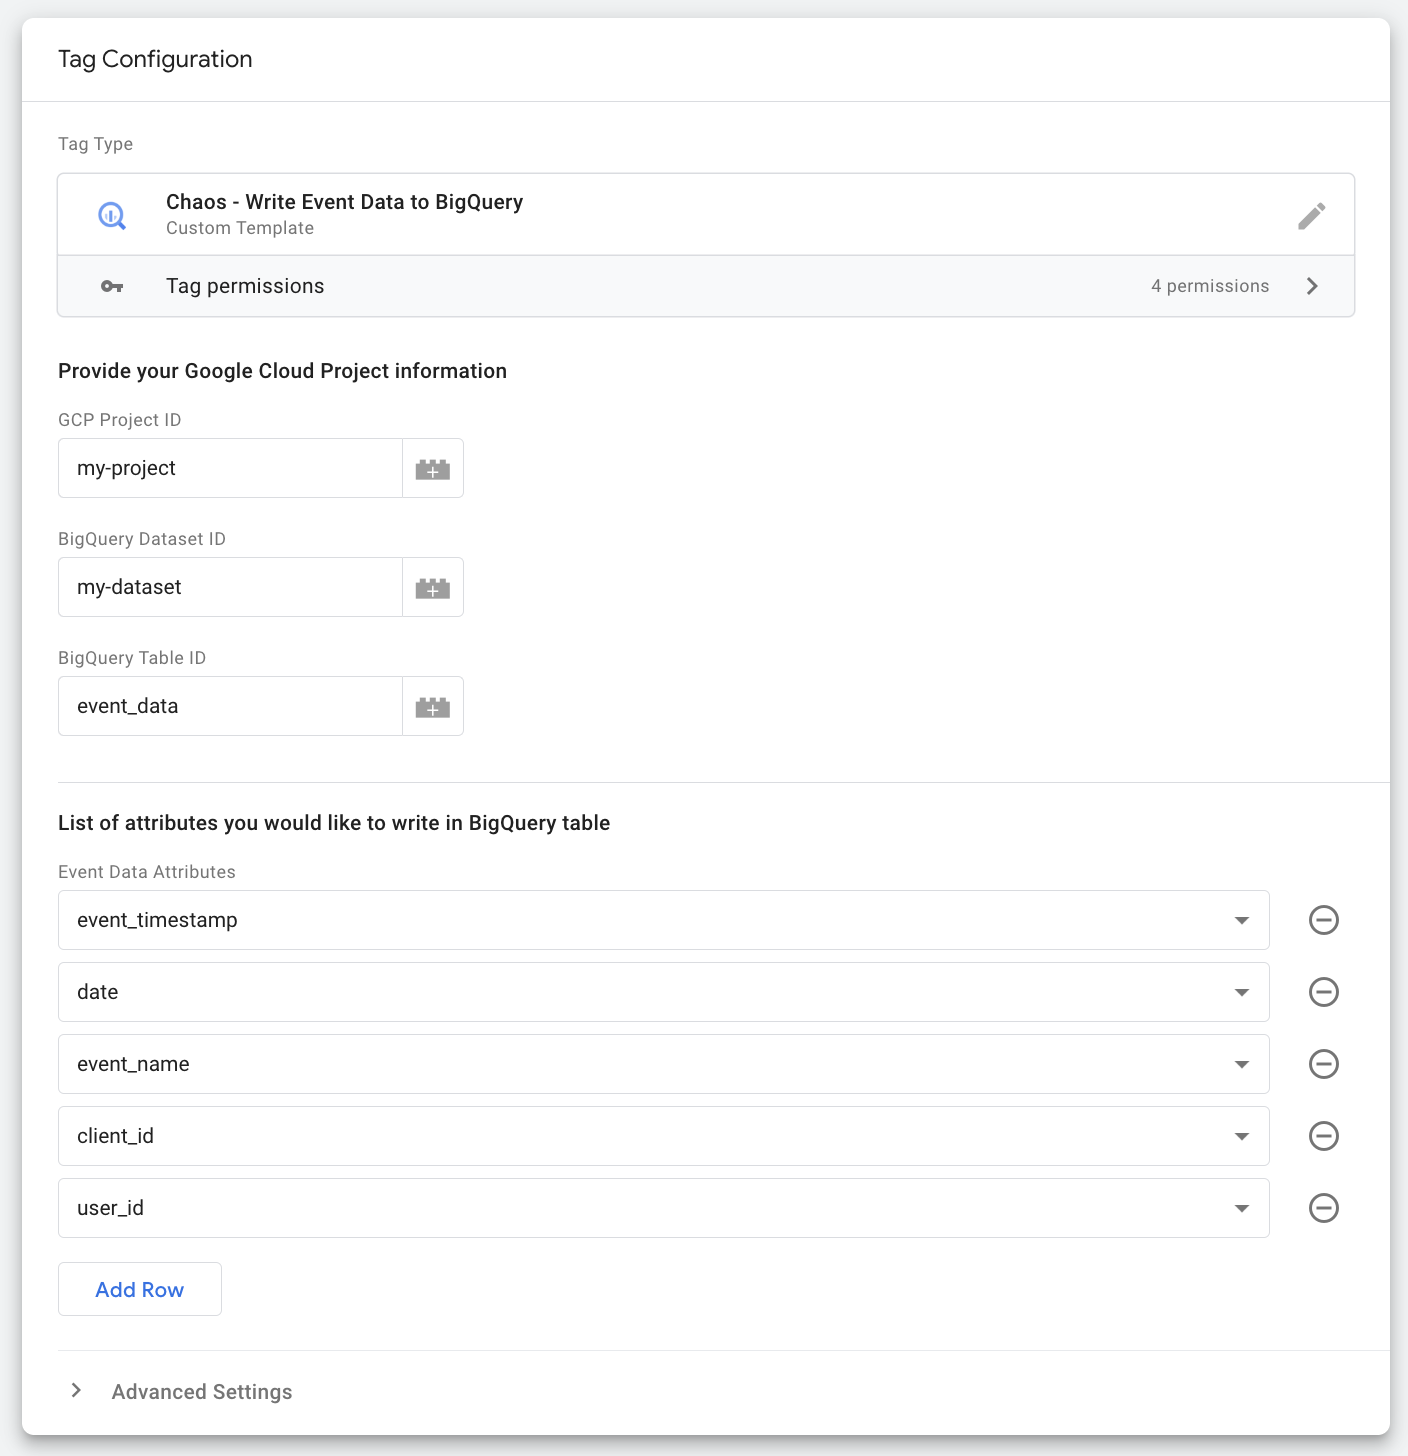 Tag Configuration
Tag Type
Chaos - Write Event Data to BigQuery
Custom Template
Tag permissions
4 permissions
Provide your Google Cloud Project information
GCP Project ID
my-project
BigQuery Dataset ID
my-dataset
BigQuery Table ID
event_data
List of attributes you would like to write in BigQuery table
Event Data Attributes
event_timestamp
date
event_name
client_id
user_id
Add Row
Advanced Settings